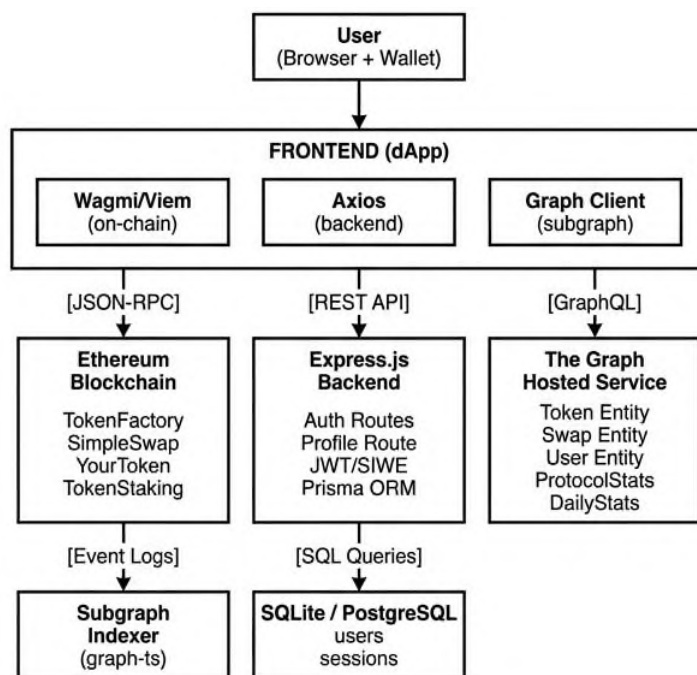 User
(Browser + Wallet)
FRONTEND (dApp)
Wagmi/Viem
(on-chain)
Axios
(backend)
Graph Client
(subgraph)
[JSON-RPC]
[REST API]
[GraphQL]
Ethereum
Blockchain
TokenFactory
SimpleSwap
YourToken
TokenStaking
Express.js
Backend
Auth Routes
Profile Route
JWT/SIWE
Prisma ORM
The Graph
Hosted Service
Token Entity
Swap Entity
User Entity
ProtocolStats
DailyStats
[Event Logs]
[SQL Queries]
Subgraph
Indexer
(graph-ts)
SQLite / PostgreSQL
users
sessions